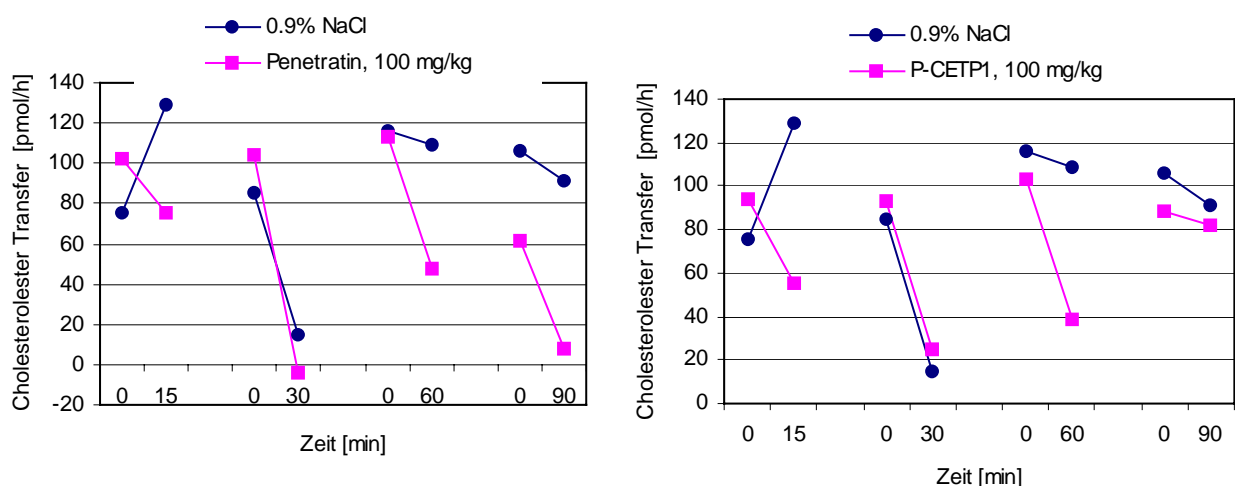 0.9% NaCl
Penetratin, 100 mg/kg
Cholesterolester Transfer [pmol/h]
140
120
100
80
60
40
20
0
-20
0 15 0 30 0 60 0 90
Zeit [min]
0.9% NaCl
P-CETP1, 100 mg/kg
Cholesterolester Transfer [pmol/h]
140
120
100
80
60
40
20
0
0 15 0 30 0 60 0 90
Zeit [min]